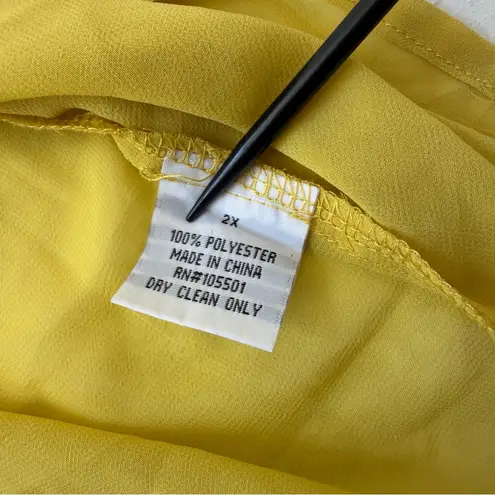 2X
100% POLYESTER
MADE IN CHINA
RN#105501
DRY CLEAN ONLY